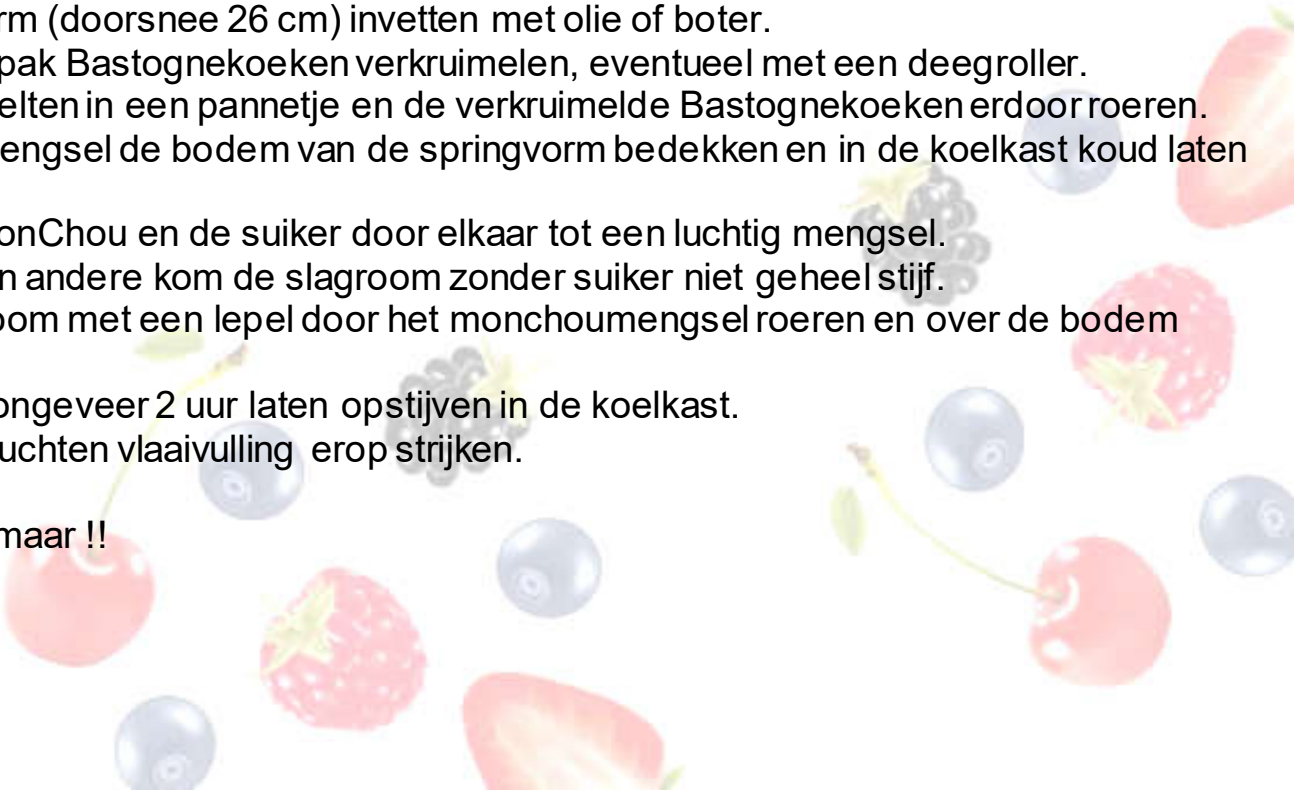 rm (doorsnee 26 cm) invetten met olie of boter.
pak Bastognekoeken verkruimelen, eventueel met een deegroller.
elten in een pannetje en de verkruimelde Bastognekoeken erdoor roeren.
engsel de bodem van de springvorm bedekken en in de koelkast koud laten
onChou en de suiker door elkaar tot een luchtig mengsel.
n andere kom de slagroom zonder suiker niet geheel stijf.
oom met een lepel door het monchoumengsel roeren en over de bodem
ongeveer 2 uur laten opstijven in de koelkast.
uchten vlaaivulling erop strijken.
maar !!